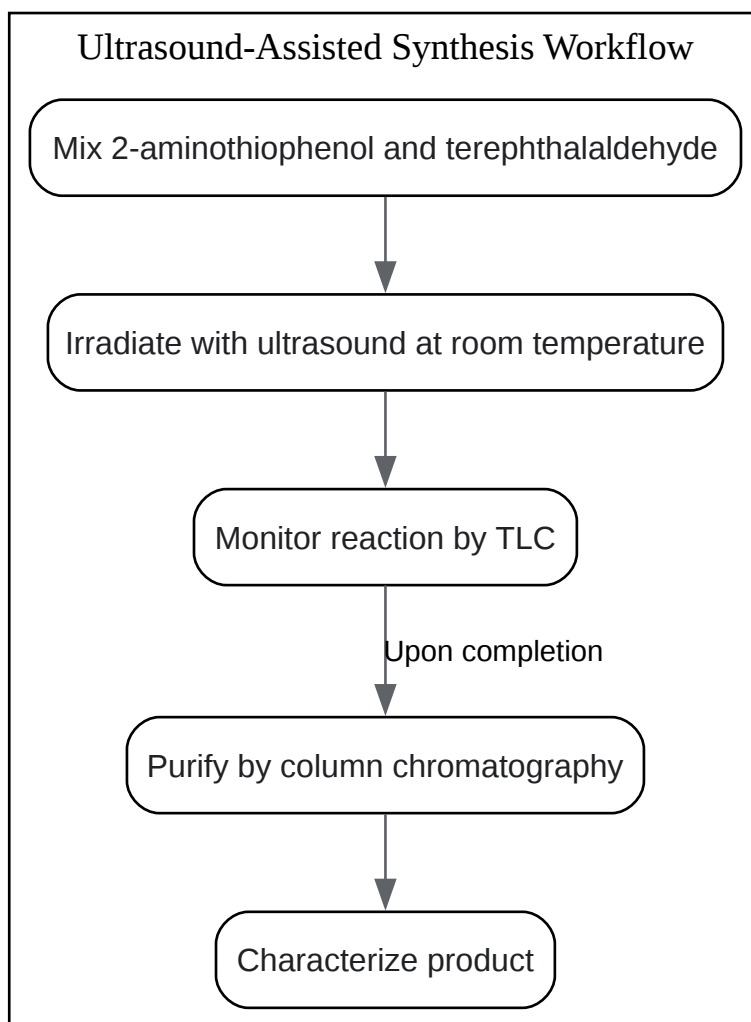 Ultrasound-Assisted Synthesis Workflow
Mix 2-aminothiophenol and terephthalaldehyde
Irradiate with ultrasound at room temperature
Monitor reaction by TLC
Upon completion
Purify by column chromatography
Characterize product